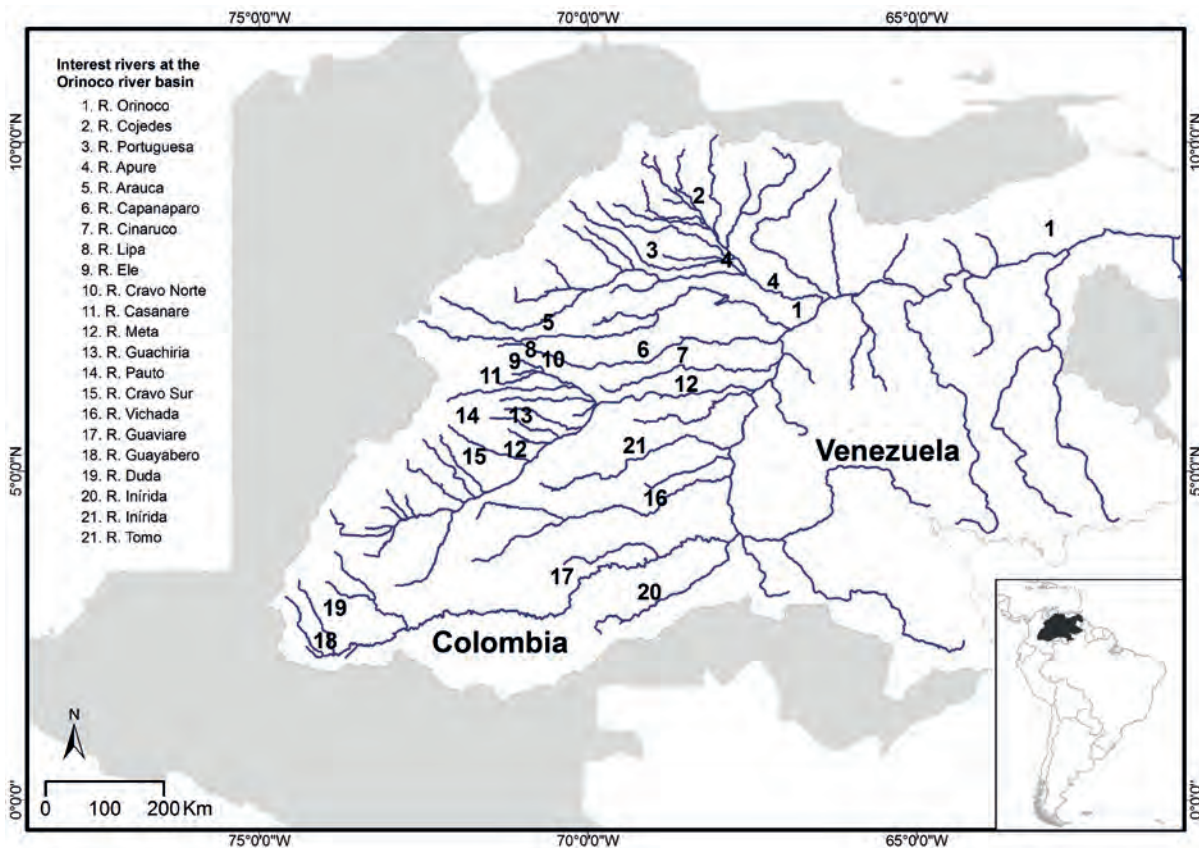 75°0'0"W 70°0'0"W 65°0'0"W
Interest rivers at the
Orinoco river basin
1. R. Orinoco
2. R. Cojedes
3. R. Portuguesa
4. R. Apure
5. R. Arauca
6. R. Capanaparo
7. R. Cinaruco
8. R. Lipa
9. R. Ele
10. R. Cravo Norte
11. R. Casanare
12. R. Meta
13. R. Guachiria
14. R. Pauto
15. R. Cravo Sur
16. R. Vichada
17. R. Guaviare
18. R. Guayabero
19. R. Duda
20. R. Inírida
21. R. Inírida
21. R. Tomo
10°0'0"N
10°0'0"N
5°0'0"N
5°0'0"N
0°0'0"
0°0'0"
2
1
3
4
4
1
5
8
9
10
6
7
11
12
14
13
15
12
21
16
17
20
19
18
Venezuela
Colombia
N
0 100 200 Km
75°0'0"W 70°0'0"W 65°0'0"W